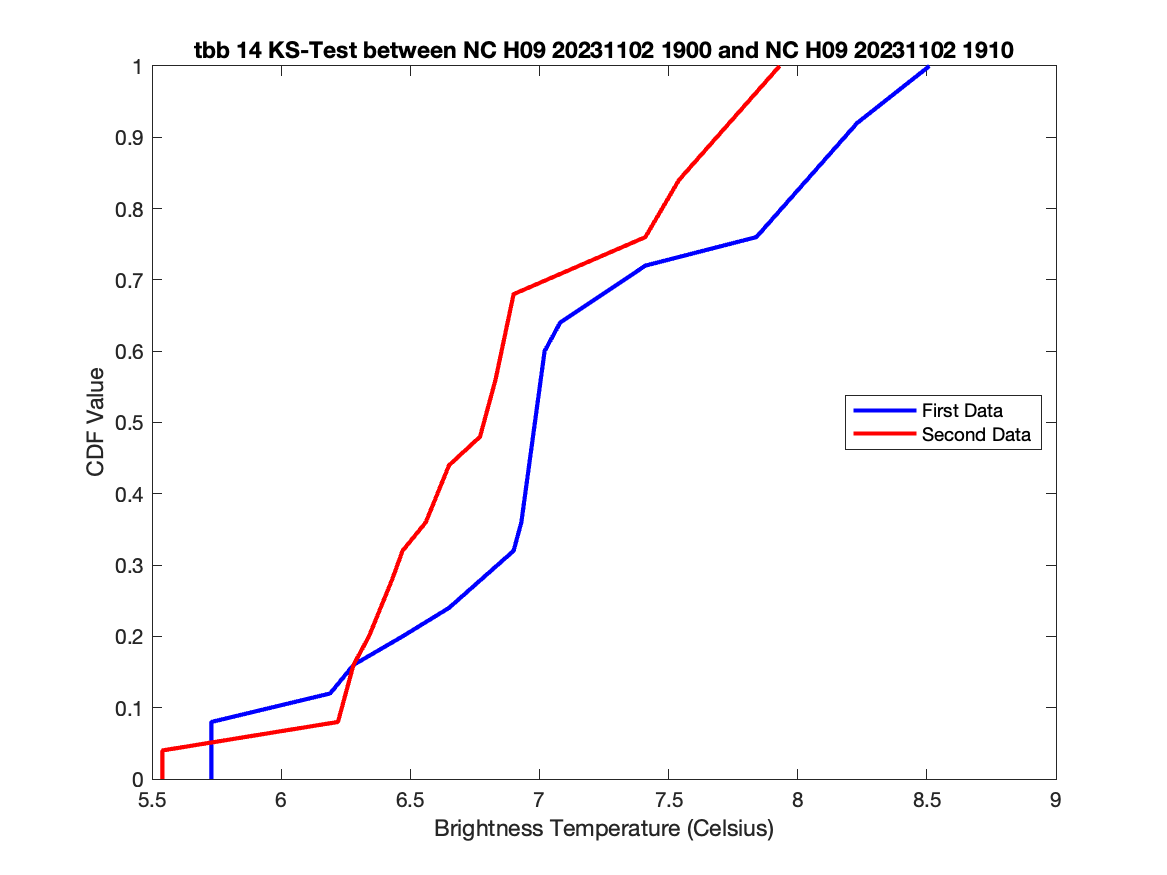 tbb 14 KS-Test between NC H09 20231102 1900 and NC H09 20231102 1910
1
0.9
0.8
0.7
0.6
0.5
0.4
0.3
0.2
0.1
0
CDF Value
First Data
Second Data
5.5 6 6.5 7 7.5 8 8.5 9
Brightness Temperature (Celsius)